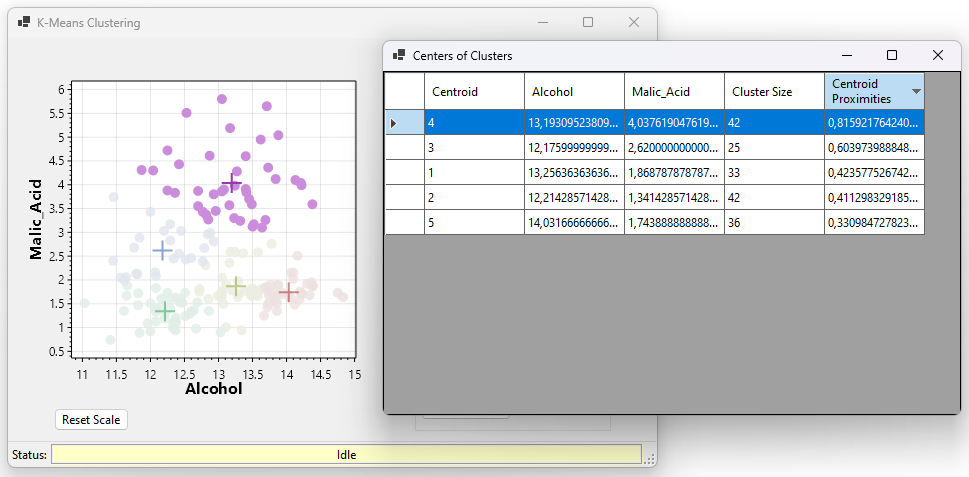 K-Means Clustering
Centers of Clusters
Centroid Alcohol Malic_Acid Cluster Size Centroid Proximities
4 13,19309523809... 4,037619047619... 42 0,815921764240...
3 12,17599999999... 2,620000000000... 25 0,603973988848...
1 13,25636363636... 1,868787878787... 33 0,423577526742...
2 12,21428571428... 1,341428571428... 42 0,411298329185...
5 14,03166666666... 1,743888888888... 36 0,330984727823...
Malic_Acid
6
5.5
5
4.5
4
3.5
3
2.5
2
1.5
1
0.5
11 11.5 12 12.5 13 13.5 14 14.5 15
Alcohol
Reset Scale
Status: Idle